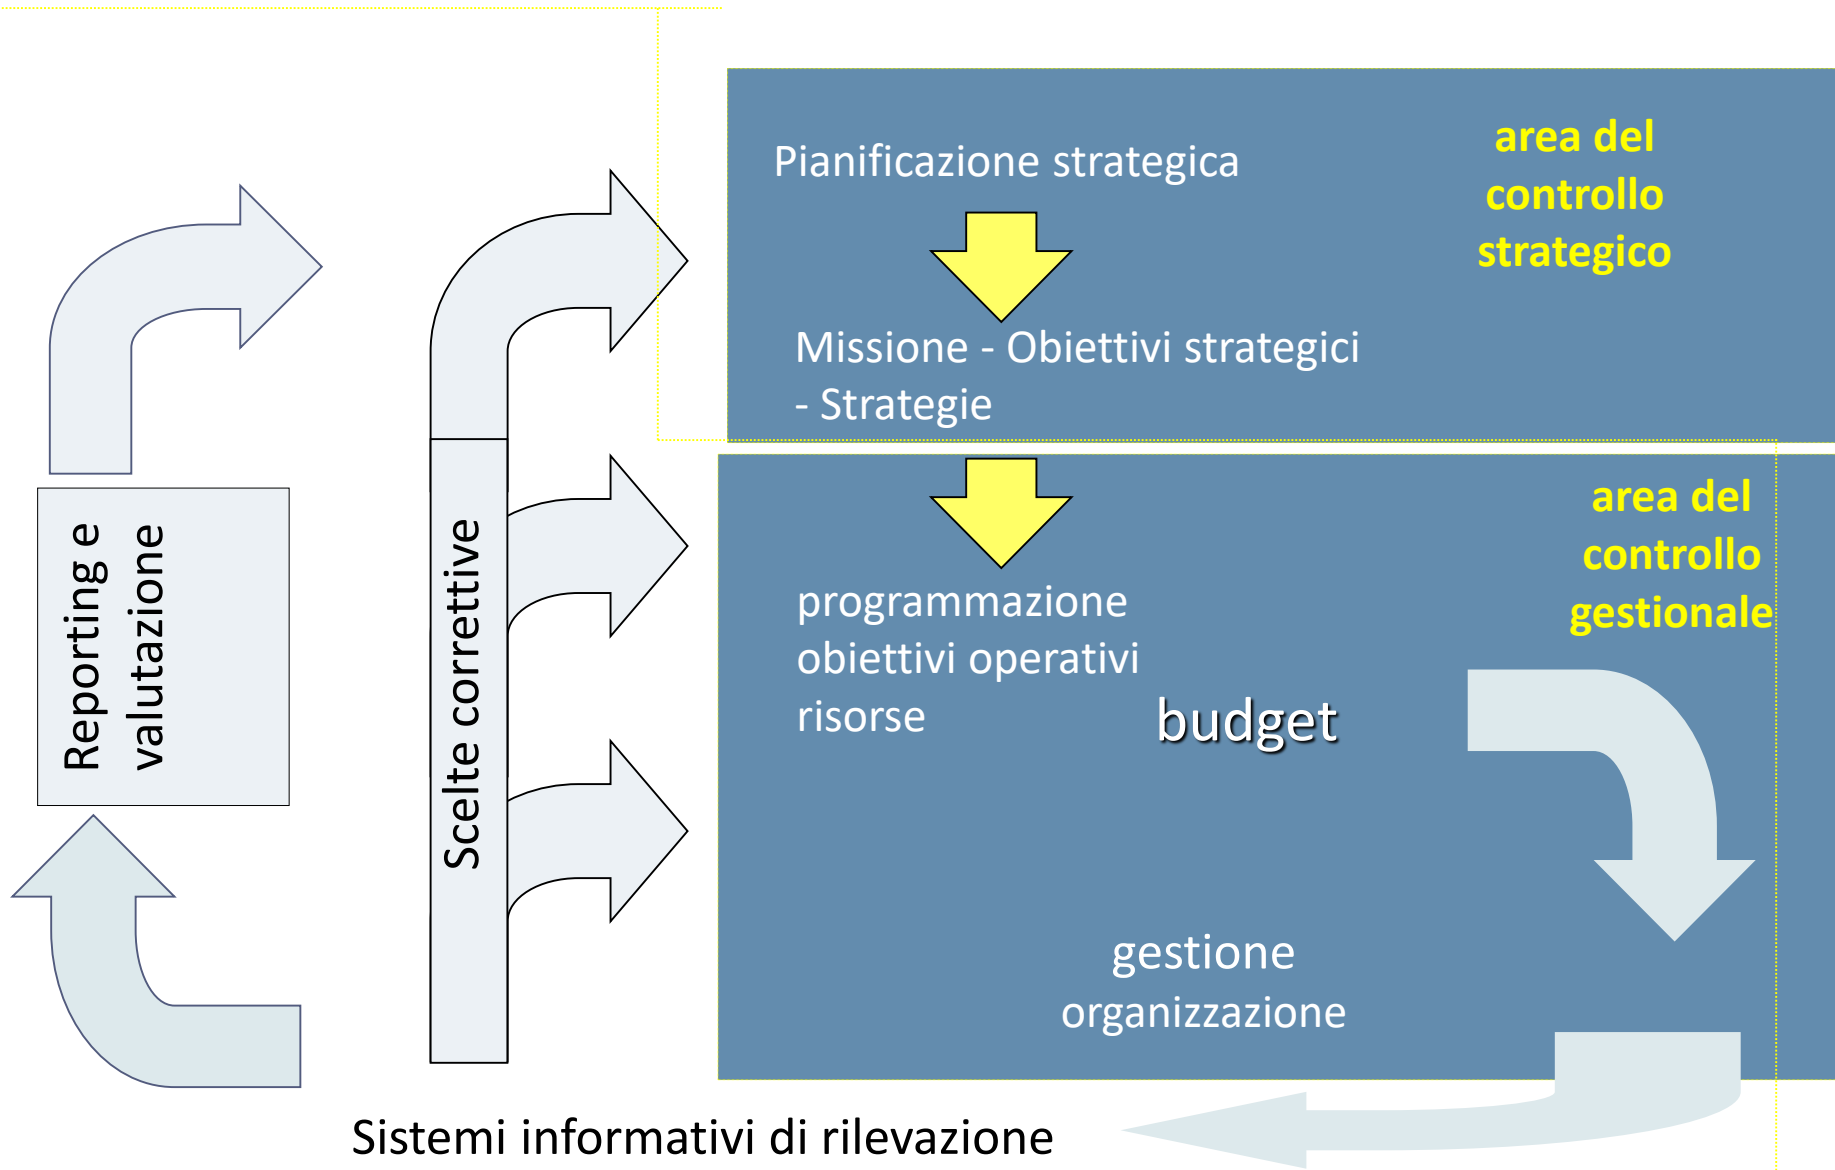 Pianificazione strategica
area del
controllo
strategico
Missione - Obiettivi strategici
- Strategie
area del
controllo
gestionale
programmazione
obiettivi operativi
risorse
budget
gestione
organizzazione
Reporting e
valutazione
Scelte correttive
Sistemi informativi di rilevazione